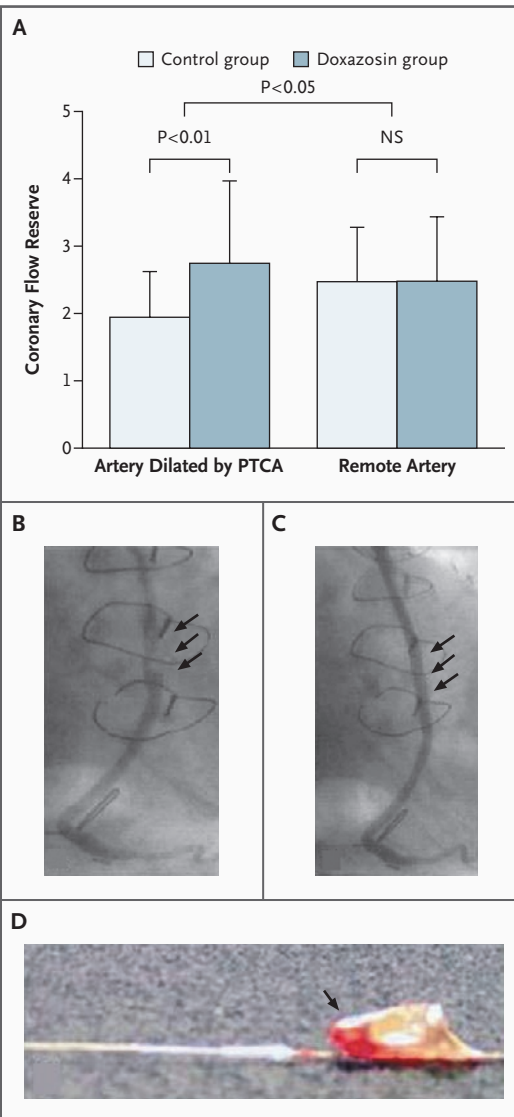 A
Control group Doxazosin group
P<0.05
P<0.01 NS
5
4
3
2
1
0
Coronary Flow Reserve
Artery Dilated by PTCA Remote Artery
B C
D